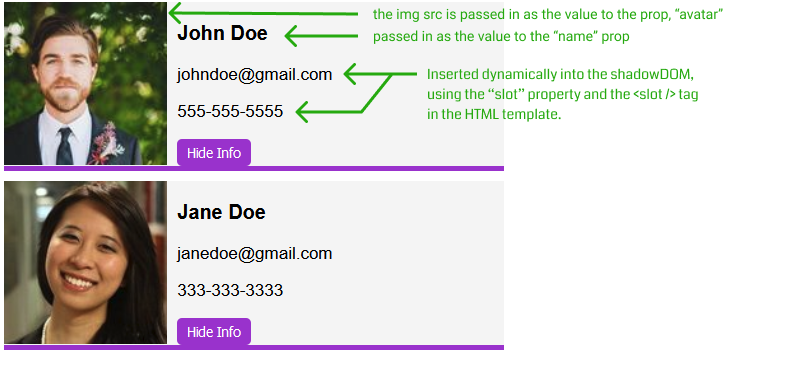 the img src is passed in as the value to the prop, “avatar”
John Doe
passed in as the value to the “name” prop
johndoe@gmail.com
Inserted dynamically into the shadowDOM,
using the “slot” property and the <slot /> tag
in the HTML template.
555-555-5555
Hide Info
Jane Doe
janedoe@gmail.com
333-333-3333
Hide Info